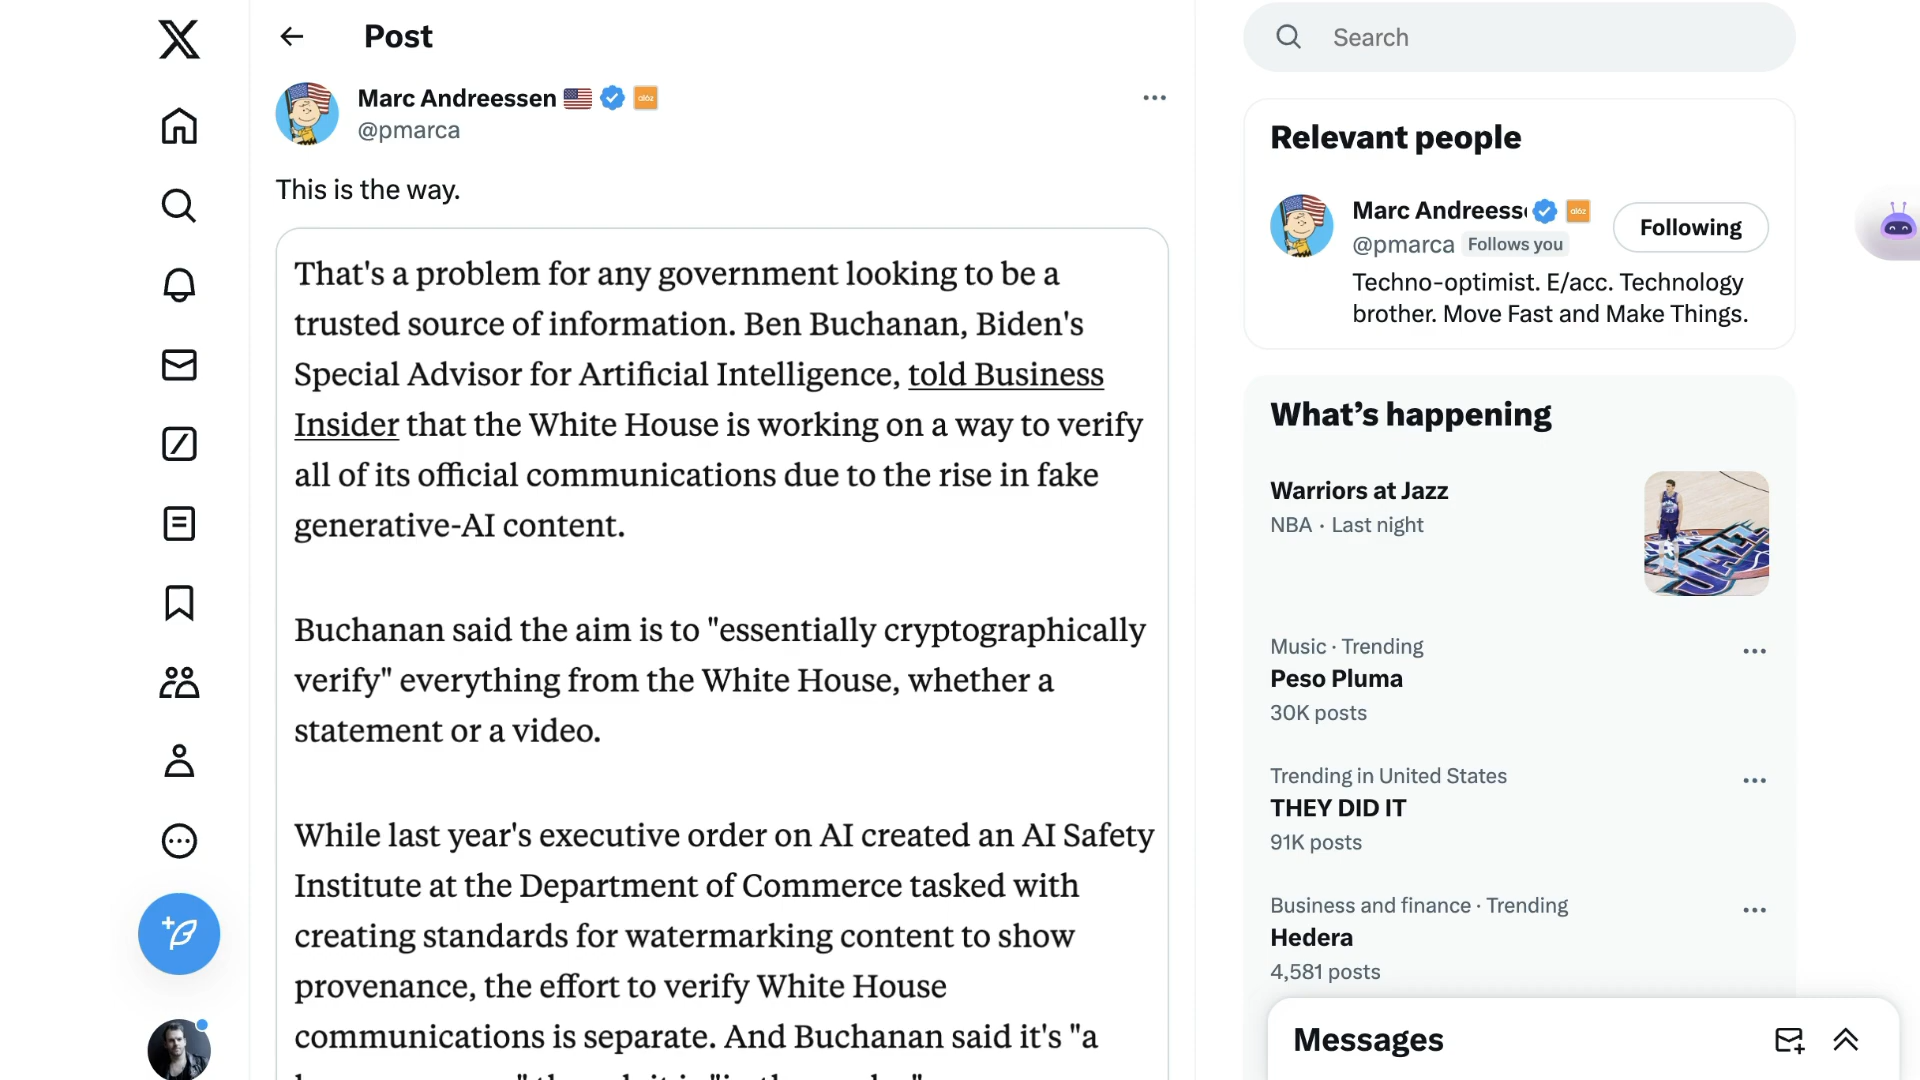 Post
Marc Andreessen
@pmarca
This is the way.
That's a problem for any government looking to be a
trusted source of information. Ben Buchanan, Biden's
Special Advisor for Artificial Intelligence, told Business
Insider that the White House is working on a way to verify
all of its official communications due to the rise in fake
generative-AI content.
Buchanan said the aim is to "essentially cryptographically
verify" everything from the White House, whether a
statement or a video.
While last year's executive order on AI created an AI Safety
Institute at the Department of Commerce tasked with
creating standards for watermarking content to show
provenance, the effort to verify White House
communications is separate. And Buchanan said it's "a
Search
Relevant people
Marc Andreess
@pmarca Follows you
Following
Techno-optimist. E/acc. Technology
brother. Move Fast and Make Things.
What's happening
Warriors at Jazz
NBA · Last night
Music · Trending
Peso Pluma
30K posts
Trending in United States
THEY DID IT
91K posts
Business and finance · Trending
Hedera
4,581 posts
Messages